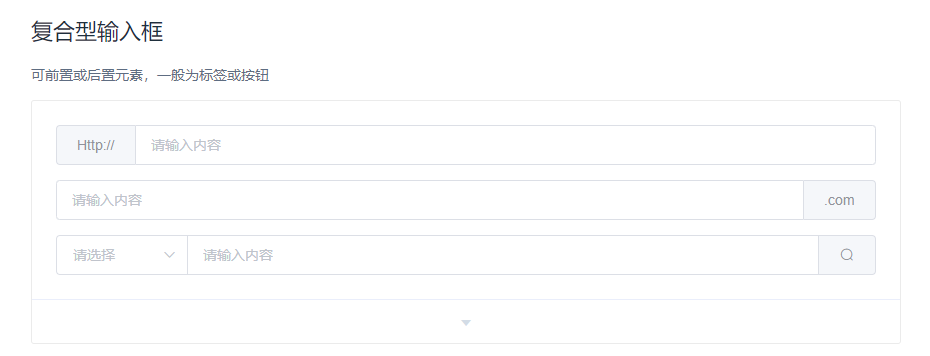 复合型输入框
可前置或后置元素，一般为标签或按钮
Http:// 请输入内容
请输入内容 .com
请选择 请输入内容